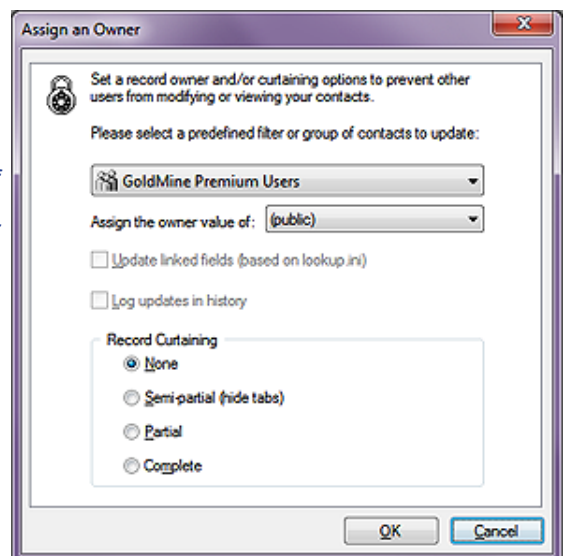 Assign an Owner
Set a record owner and/or curtaining options to prevent other
users from modifying or viewing your contacts.
Please select a predefined filter or group of contacts to update:
GoldMine Premium Users
Assign the owner value of: (public)
Update linked fields (based on lookup.ini)
Log updates in history
Record Curtaining
None
Semi-partial (hide tabs)
Partial
Complete
OK Cancel